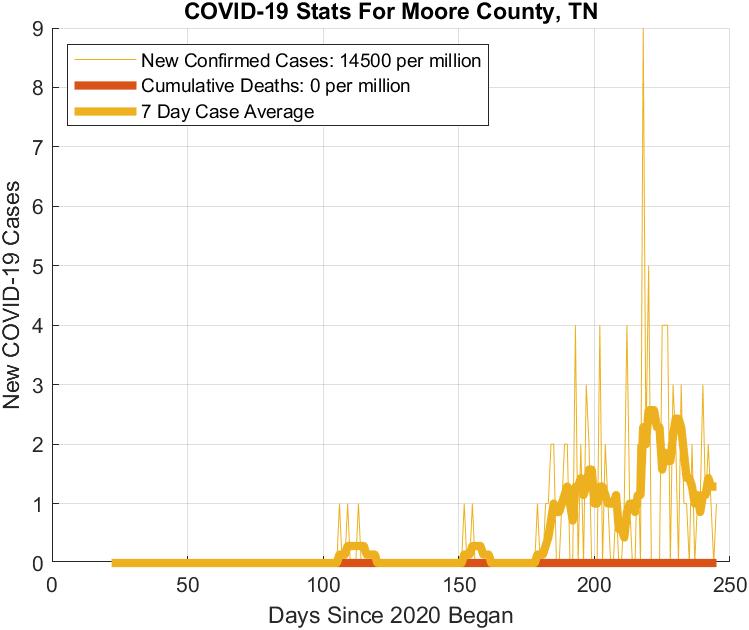 COVID-19 Stats For Moore County, TN
New Confirmed Cases: 14500 per million
Cumulative Deaths: 0 per million
7 Day Case Average
New COVID-19 Cases
9
8
7
6
5
4
3
2
1
0
0 50 100 150 200 250
Days Since 2020 Began